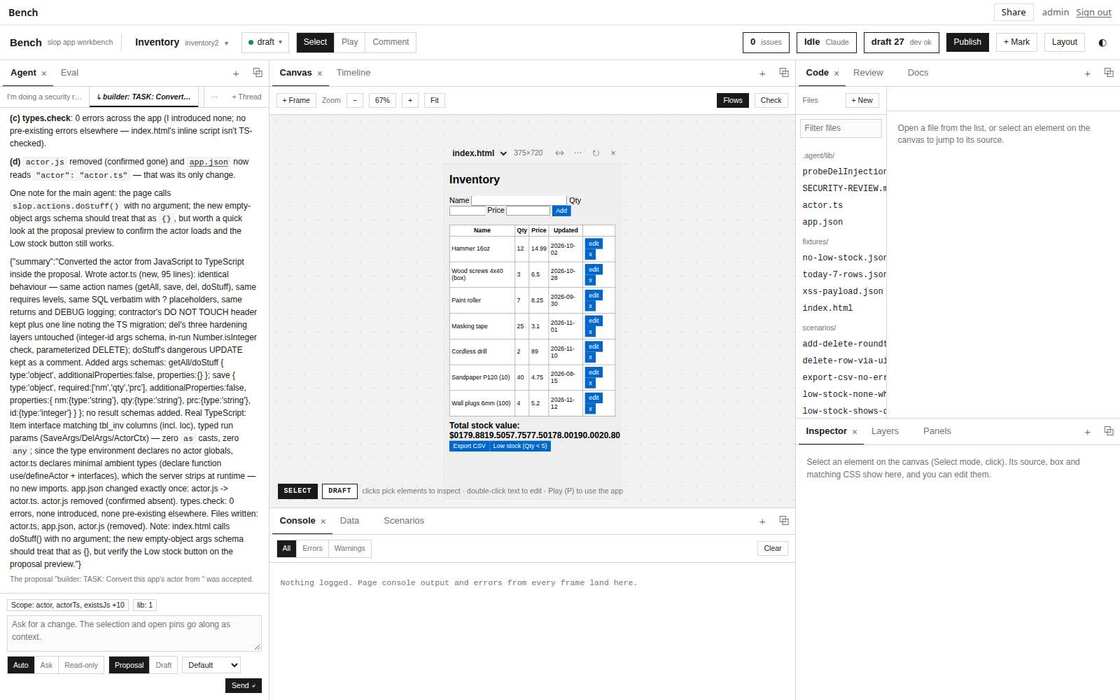 Bench
Share admin Sign out
Bench slop app workbench Inventory inventory2 ▾ draft ▾ Select Play Comment 0 issues Idle Claude draft 27 dev ok Publish + Mark Layout
Agent × Eval +
I'm doing a security r… ↳ builder: TASK: Convert… ⋯ + Thread
(c) types.check: 0 errors across the app (I introduced none; no
pre-existing errors elsewhere — index.html's inline script isn't TS-
checked).
(d) actor.js removed (confirmed gone) and app.json now
reads "actor": "actor.ts" — that was its only change.
One note for the main agent: the page calls
slop.actions.doStuff() with no argument; the new empty-
object args schema should treat that as {}, but worth a quick
look at the proposal preview to confirm the actor loads and the
Low stock button still works.
{"summary":"Converted the actor from JavaScript to TypeScript
inside the proposal. Wrote actor.ts (new, 95 lines): identical
behaviour — same action names (getAll, save, del, doStuff), same
requires levels, same SQL verbatim with ? placeholders, same
returns and DEBUG logging; contractor's DO NOT TOUCH header
kept plus one line noting the TS migration; del's three hardening
layers untouched (integer-id args schema, in-run Number.isInteger
check, parameterized DELETE); doStuff's dangerous UPDATE
kept as a comment. Added args schemas: getAll/doStuff {
type:'object', additionalProperties:false, properties:{} }; save {
type:'object', required:['nm','qty','prc'], additionalProperties:false,
properties:{ nm:{type:'string'}, qty:{type:'string'}, prc:{type:'string'},
id:{type:'integer'} } }; no result schemas added. Real TypeScript:
Item interface matching tbl_inv columns (incl. loc), typed run
params (SaveArgs/DelArgs/ActorCtx) — zero as casts, zero
any; since the type environment declares no actor globals,
actor.ts declares minimal ambient types (declare function
use/defineActor + interfaces), which the server strips at runtime —
no new imports. app.json changed exactly once: actor.js ->
actor.ts. actor.js removed (confirmed absent). types.check: 0
errors, none introduced, none pre-existing elsewhere. Files written:
actor.ts, app.json, actor.js (removed). Note: index.html calls
doStuff() with no argument; the new empty-object args schema
should treat that as {}, but verify the Low stock button on the
proposal preview."}
The proposal "builder: TASK: Convert this app's actor from " was accepted.
Scope: actor, actorTs, existsJs +10 lib: 1
Ask for a change. The selection and open pins go along as
context.
Auto Ask Read-only Proposal Draft Default
Send
Canvas × Timeline +
+ Frame Zoom − 67% + Fit Flows Check
index.html 375×720 ⋯ ×
Inventory
Name Qty
Price Add
Name Qty Price Updated
Hammer 16oz 12 14.99 2026-10-02 edit x
Wood screws 4x40 (box) 3 6.5 2026-10-28 edit x
Paint roller 7 8.25 2026-09-30 edit x
Masking tape 25 3.1 2026-11-01 edit x
Cordless drill 2 89 2026-11-10 edit x
Sandpaper P120 (10) 40 4.75 2026-08-15 edit x
Wall plugs 6mm (100) 4 5.2 2026-11-12 edit x
Total stock value:
$0179.8819.5057.7577.50178.00190.0020.80
Export CSV Low stock (Qty < 5)
SELECT DRAFT clicks pick elements to inspect · double-click text to edit · Play (P) to use the app
Console × Data Scenarios +
All Errors Warnings Clear
Nothing logged. Page console output and errors from every frame land here.
Code × Review Docs +
Files + New
Filter files
.agent/lib/
probeDelInjection
SECURITY-REVIEW.m
actor.ts
app.json
fixtures/
no-low-stock.json
today-7-rows.json
xss-payload.json
index.html
scenarios/
add-delete-roundt
delete-row-via-ui
export-csv-no-err
low-stock-none-wh
low-stock-shows-o
Open a file from the list, or select an element on the
canvas to jump to its source.
Inspector × Layers Panels +
Select an element on the canvas (Select mode, click). Its source, box and
matching CSS show here, and you can edit them.